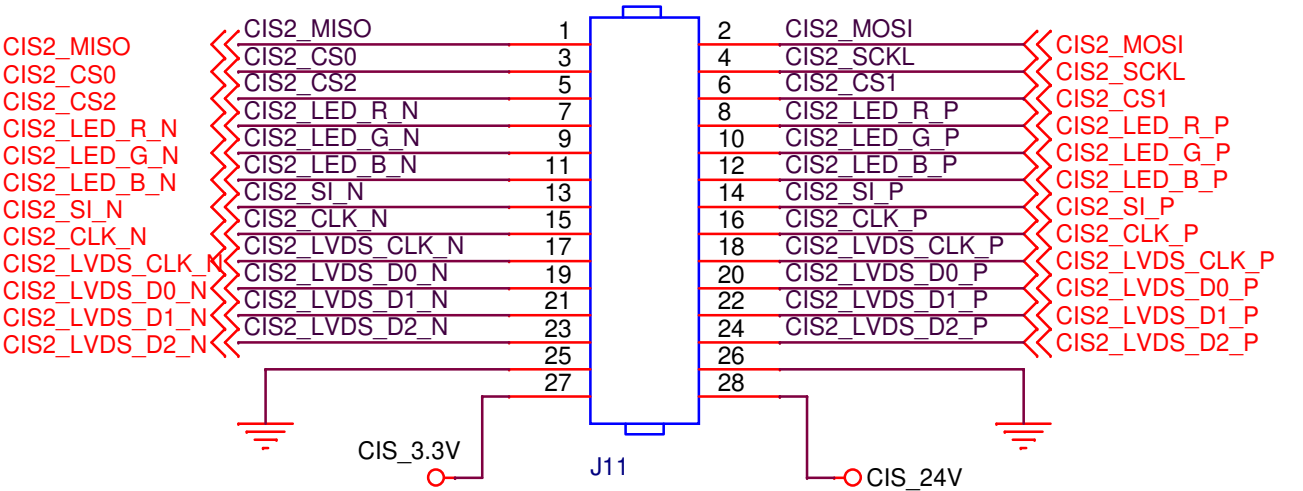 CIS2_MISO CIS2_MISO 1 2 CIS2_MOSI CIS2_MOSI
CIS2_CS0 CIS2_CS0 3 4 CIS2_SCKL CIS2_SCKL
CIS2_CS2 CIS2_CS2 5 6 CIS2_CS1 CIS2_CS1
CIS2_LED_R_N CIS2_LED_R_N 7 8 CIS2_LED_R_P CIS2_LED_R_P
CIS2_LED_G_N CIS2_LED_G_N 9 10 CIS2_LED_G_P CIS2_LED_G_P
CIS2_LED_B_N CIS2_LED_B_N 11 12 CIS2_LED_B_P CIS2_LED_B_P
CIS2_SI_N CIS2_SI_N 13 14 CIS2_SI_P CIS2_SI_P
CIS2_CLK_N CIS2_CLK_N 15 16 CIS2_CLK_P CIS2_CLK_P
CIS2_LVDS_CLK_N CIS2_LVDS_CLK_N 17 18 CIS2_LVDS_CLK_P CIS2_LVDS_CLK_P
CIS2_LVDS_D0_N CIS2_LVDS_D0_N 19 20 CIS2_LVDS_D0_P CIS2_LVDS_D0_P
CIS2_LVDS_D1_N CIS2_LVDS_D1_N 21 22 CIS2_LVDS_D1_P CIS2_LVDS_D1_P
CIS2_LVDS_D2_N CIS2_LVDS_D2_N 23 24 CIS2_LVDS_D2_P CIS2_LVDS_D2_P
25 26
27 28
CIS_3.3V J11 CIS_24V